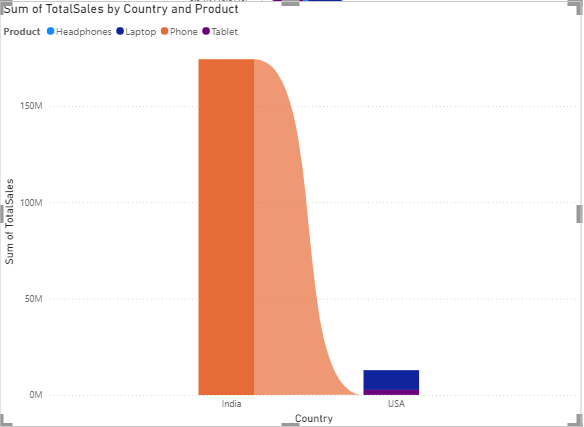 Sum of TotalSales by Country and Product
Product Headphones Laptop Phone Tablet
150M
100M
50M
0M
Sum of TotalSales
India USA
Country